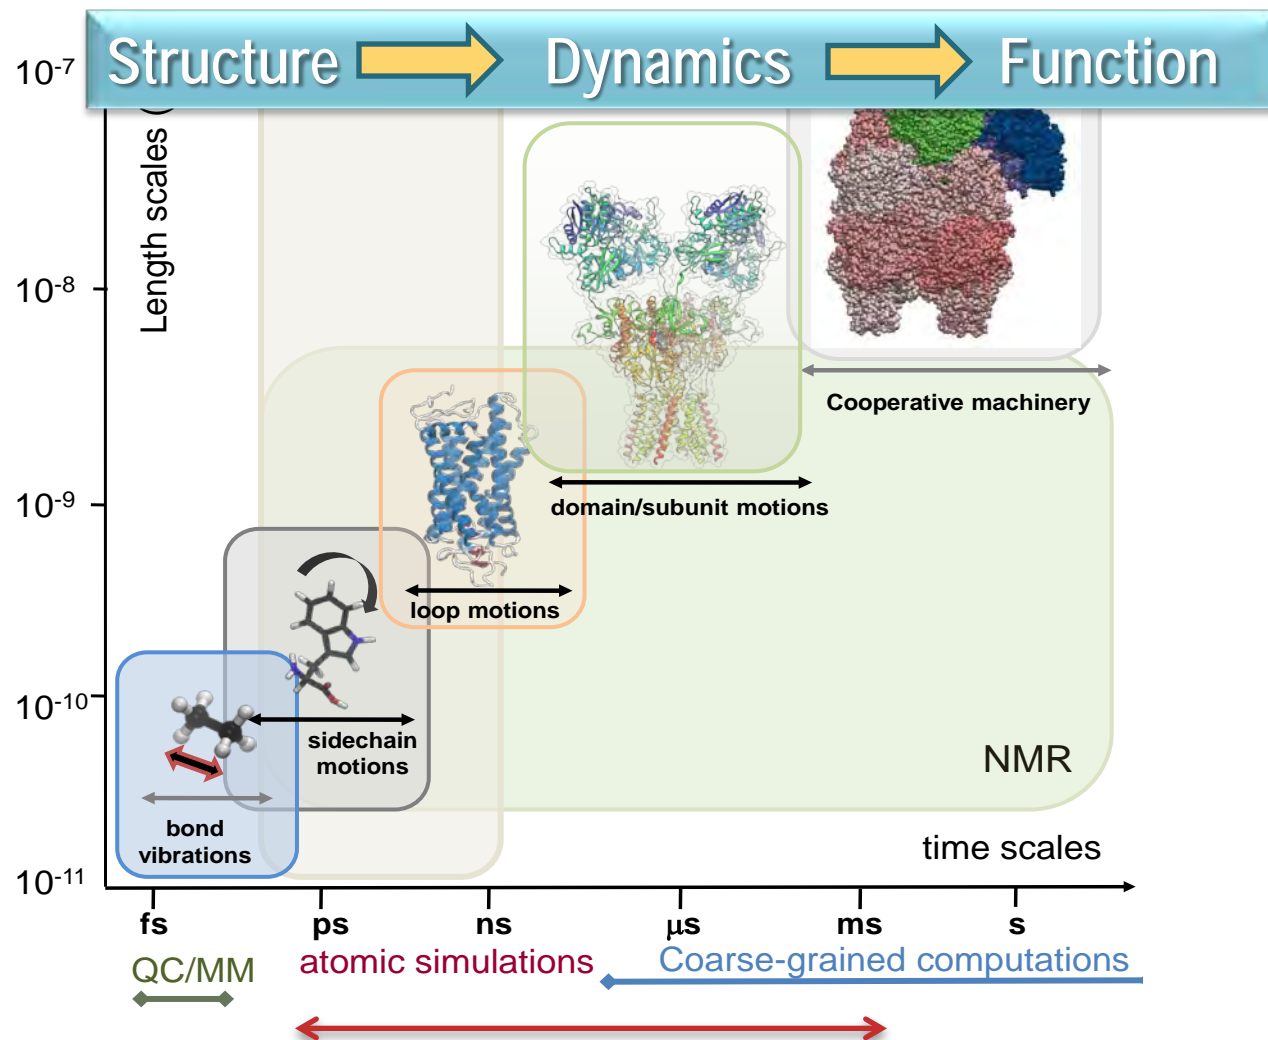 Structure Dynamics Function
10-7
Length scales (
10-8
Cooperative machinery
10-9
domain/subunit motions
loop motions
10-10
sidechain
motions
NMR
bond
vibrations
time scales
10-11
fs ps ns μs ms s
QC/MM atomic simulations Coarse-grained computations